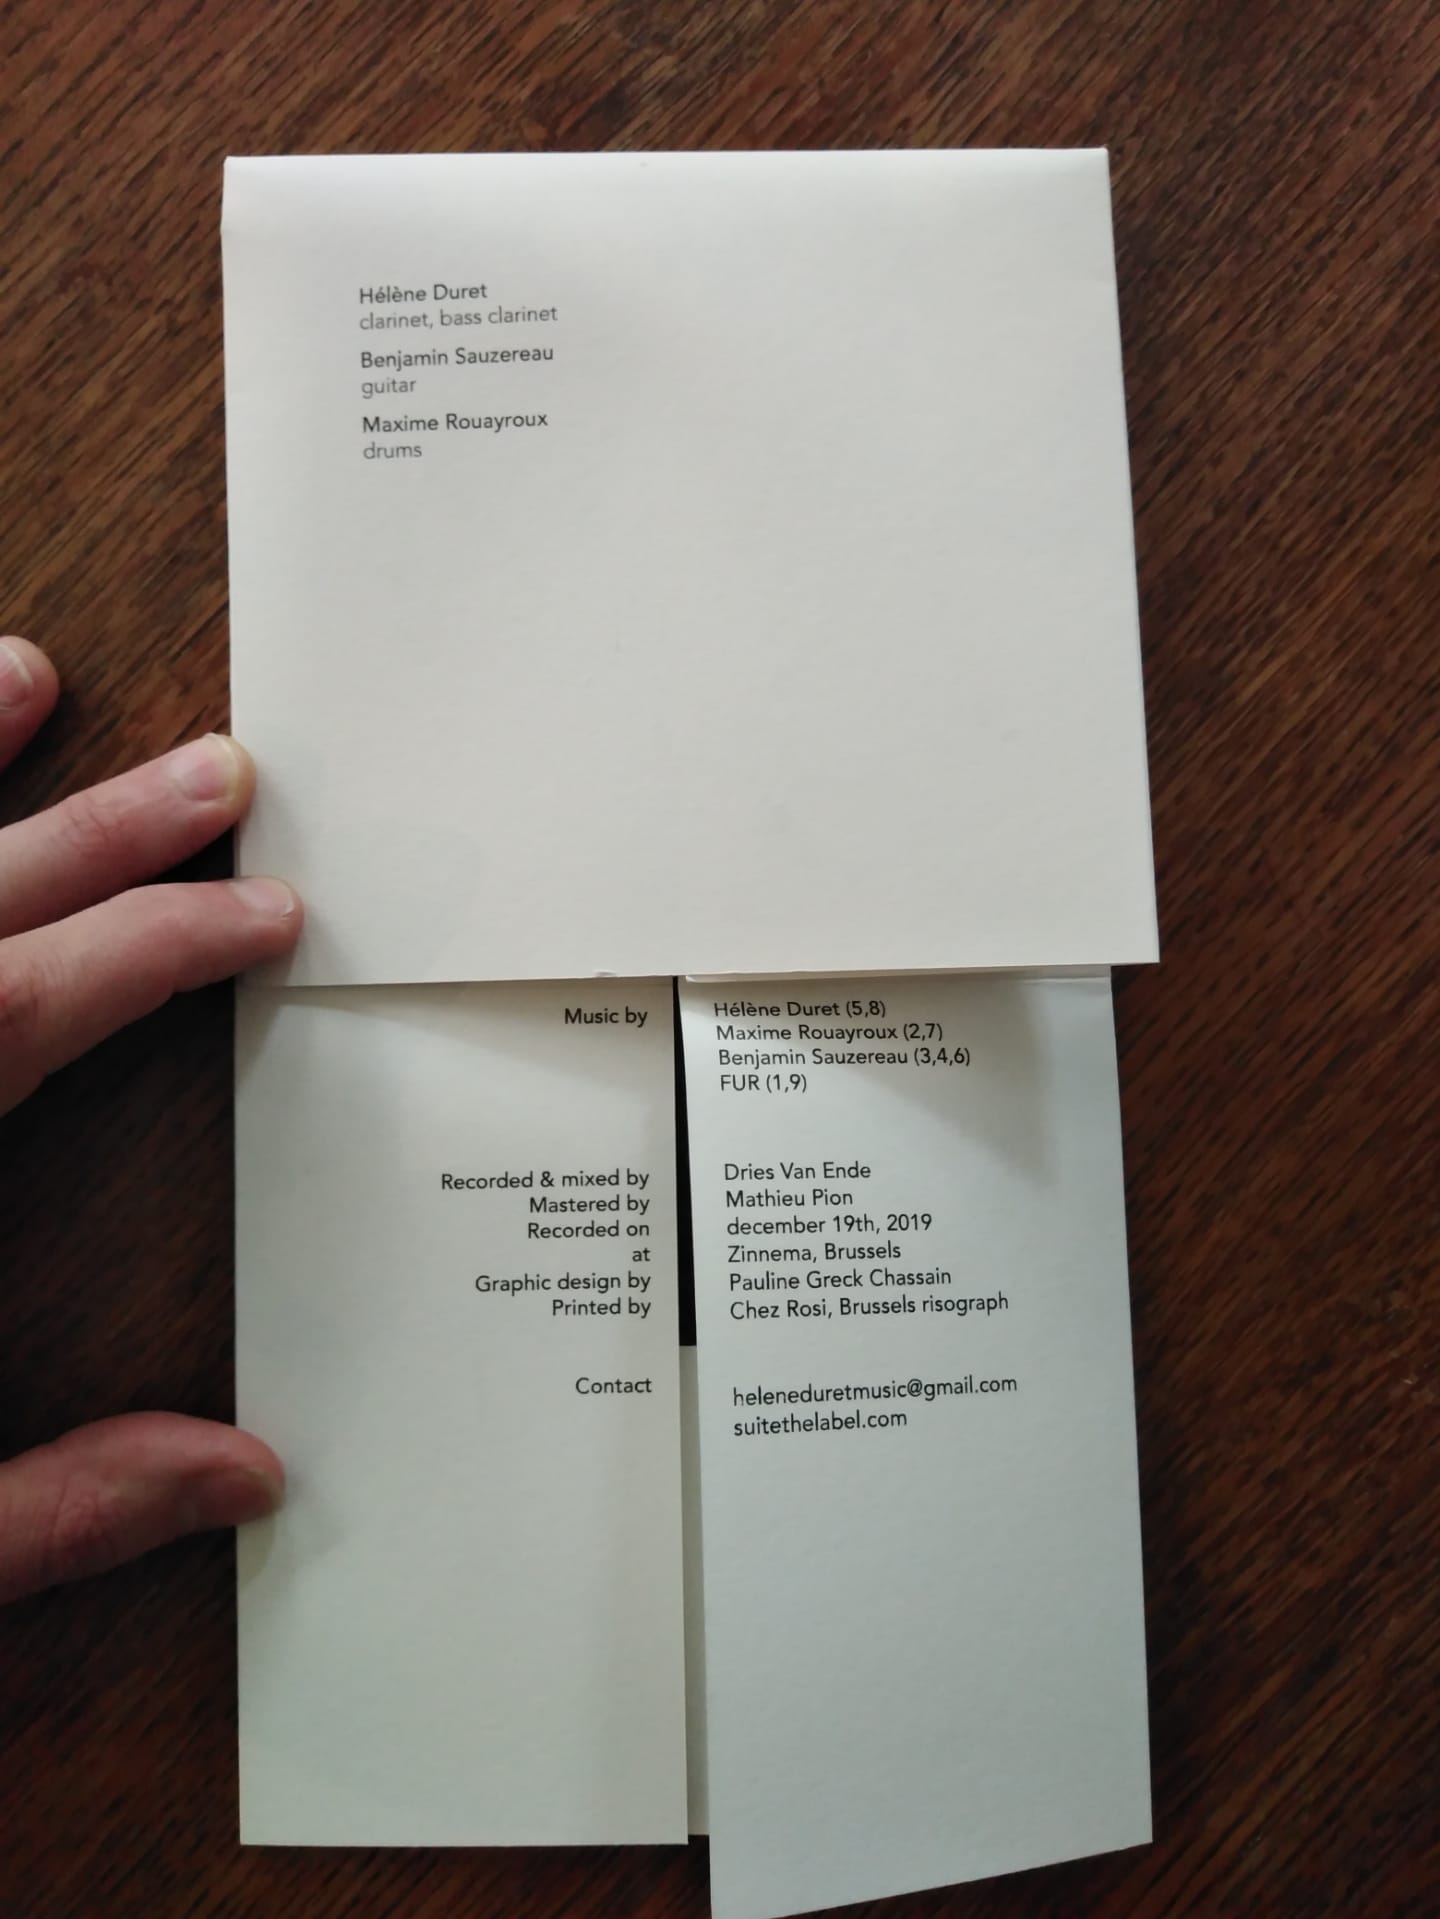 Hélène Duret
clarinet, bass clarinet
Benjamin Sauzereau
guitar
Maxime Rouayroux
drums
Music by Hélène Duret (5,8)
Maxime Rouayroux (2,7)
Benjamin Sauzereau (3,4,6)
FUR (1,9)
Recorded & mixed by Dries Van Ende
Mastered by Mathieu Pion
Recorded on december 19th, 2019
at Zinnema, Brussels
Graphic design by Pauline Greck Chassain
Printed by Chez Rosi, Brussels risograph
Contact heleneduretmusic@gmail.com
suitethelabel.com